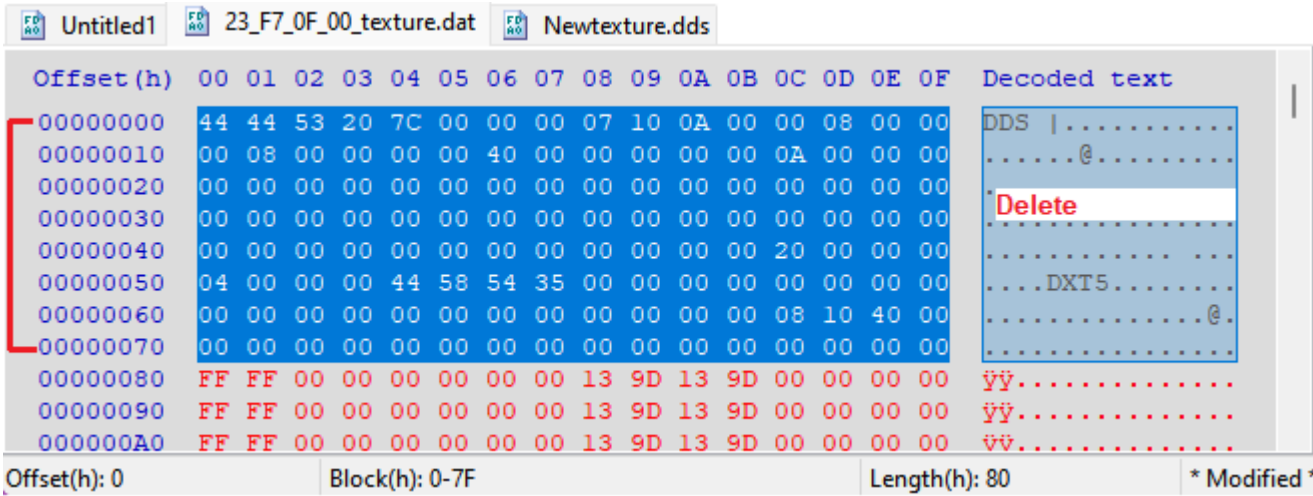 Untitled1 23_F7_0F_00_texture.dat Newtexture.dds
Offset(h) 00 01 02 03 04 05 06 07 08 09 0A 0B 0C 0D 0E 0F Decoded text
00000000 44 44 53 20 7C 00 00 00 07 10 0A 00 00 08 00 00 DDS |...........
00000010 00 08 00 00 00 00 40 00 00 00 00 00 0A 00 00 00 ......@.........
00000020 00 00 00 00 00 00 00 00 00 00 00 00 00 00 00 00
Delete
00000030 00 00 00 00 00 00 00 00 00 00 00 00 00 00 00 00 ................
00000040 00 00 00 00 00 00 00 00 00 00 00 00 20 00 00 00 ............ ...
00000050 04 00 00 00 44 58 54 35 00 00 00 00 00 00 00 00 ....DXT5........
00000060 00 00 00 00 00 00 00 00 00 00 00 00 08 10 40 00 ..............@.
00000070 00 00 00 00 00 00 00 00 00 00 00 00 00 00 00 00 ................
00000080 FF FF 00 00 00 00 00 00 13 9D 13 9D 00 00 00 00 ÿÿ..............
00000090 FF FF 00 00 00 00 00 00 13 9D 13 9D 00 00 00 00 ÿÿ..............
000000A0 FF FF 00 00 00 00 00 00 13 9D 13 9D 00 00 00 00 ÿÿ..............
Offset(h): 0 Block(h): 0-7F Length(h): 80 * Modified *